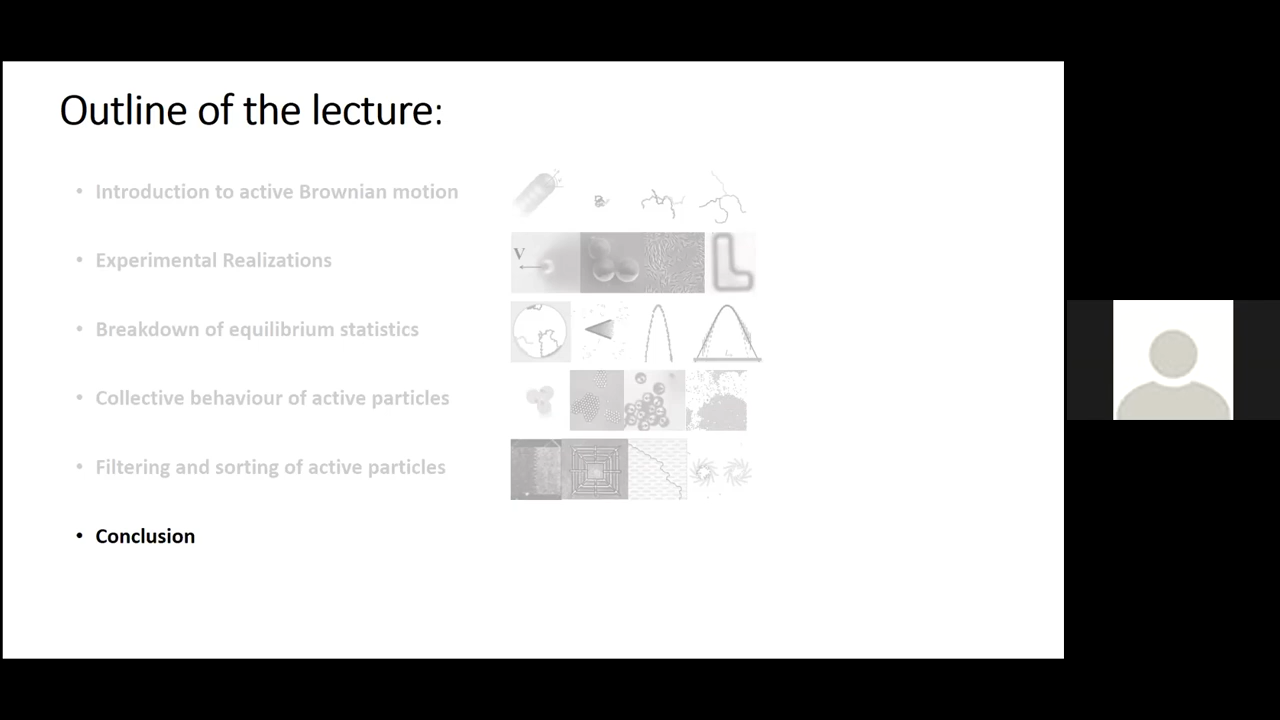 Outline of the lecture:
• Introduction to active Brownian motion
• Experimental Realizations
V
• Breakdown of equilibrium statistics
• Collective behaviour of active particles
• Filtering and sorting of active particles
• Conclusion